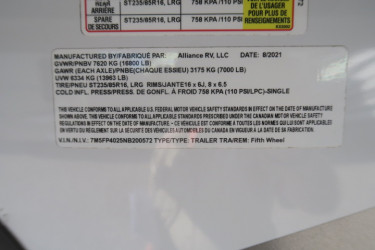 REAR
ARRIÈRE
ST235/85R16, LRG
758 KPA /110 PSI
SPARE
DE SECOURS
ST235/85R16, LRG
758 KPA /110 PSI
DE L'USAGER
POUR PLUS DE
RENSEIGNEMENTS
MANUFACTURED BY/FABRIQUÉ PAR: Alliance RV, LLC DATE: 8/2021
GVWR/PNBV 7620 KG (16800 LB)
GAWR (EACH AXLE)/PNBE(CHAQUE ESSIEU) 3175 KG (7000 LB)
UVW 6334 KG (13963 LB)
TIRE/PNEU ST235/85R16, LRG RIMS/JANTE16 x 6J, 8 x 6.5
COLD INFL. PRESS/PRESS. DE GONFL. À FROID 758 KPA (110 PSI/LPC)-SINGLE
THIS VEHICLE CONFORMS TO ALL APPLICABLE U.S. FEDERAL MOTOR VEHICLE SAFETY STANDARDS IN EFFECT ON THE DATE OF
MANUFACTURE SHOWN ABOVE.
THIS VEHICLE CONFORMS TO ALL APPLICABLE STANDARDS PRESCRIBED UNDER THE CANADIAN MOTOR VEHICLE SAFETY
REGULATIONS IN EFFECT ON THE DATE OF MANUFACTURE/ CE VÉHICULE EST CONFORME À TOUTES LES NORMES QUI LUI SONT
APPLICABLES EN VERTU DU RÈGLEMENT SUR LA SÉCURITÉ DES VÉHICULES AUTOMOBILES DU CANADA EN VIGUEUR À LA DATE DE SA FABRICATION
V.I.N./N.I.V.: 7M5FP4025NB200572 TYPE/TYPE: TRAILER TRA/REM: Fifth Wheel